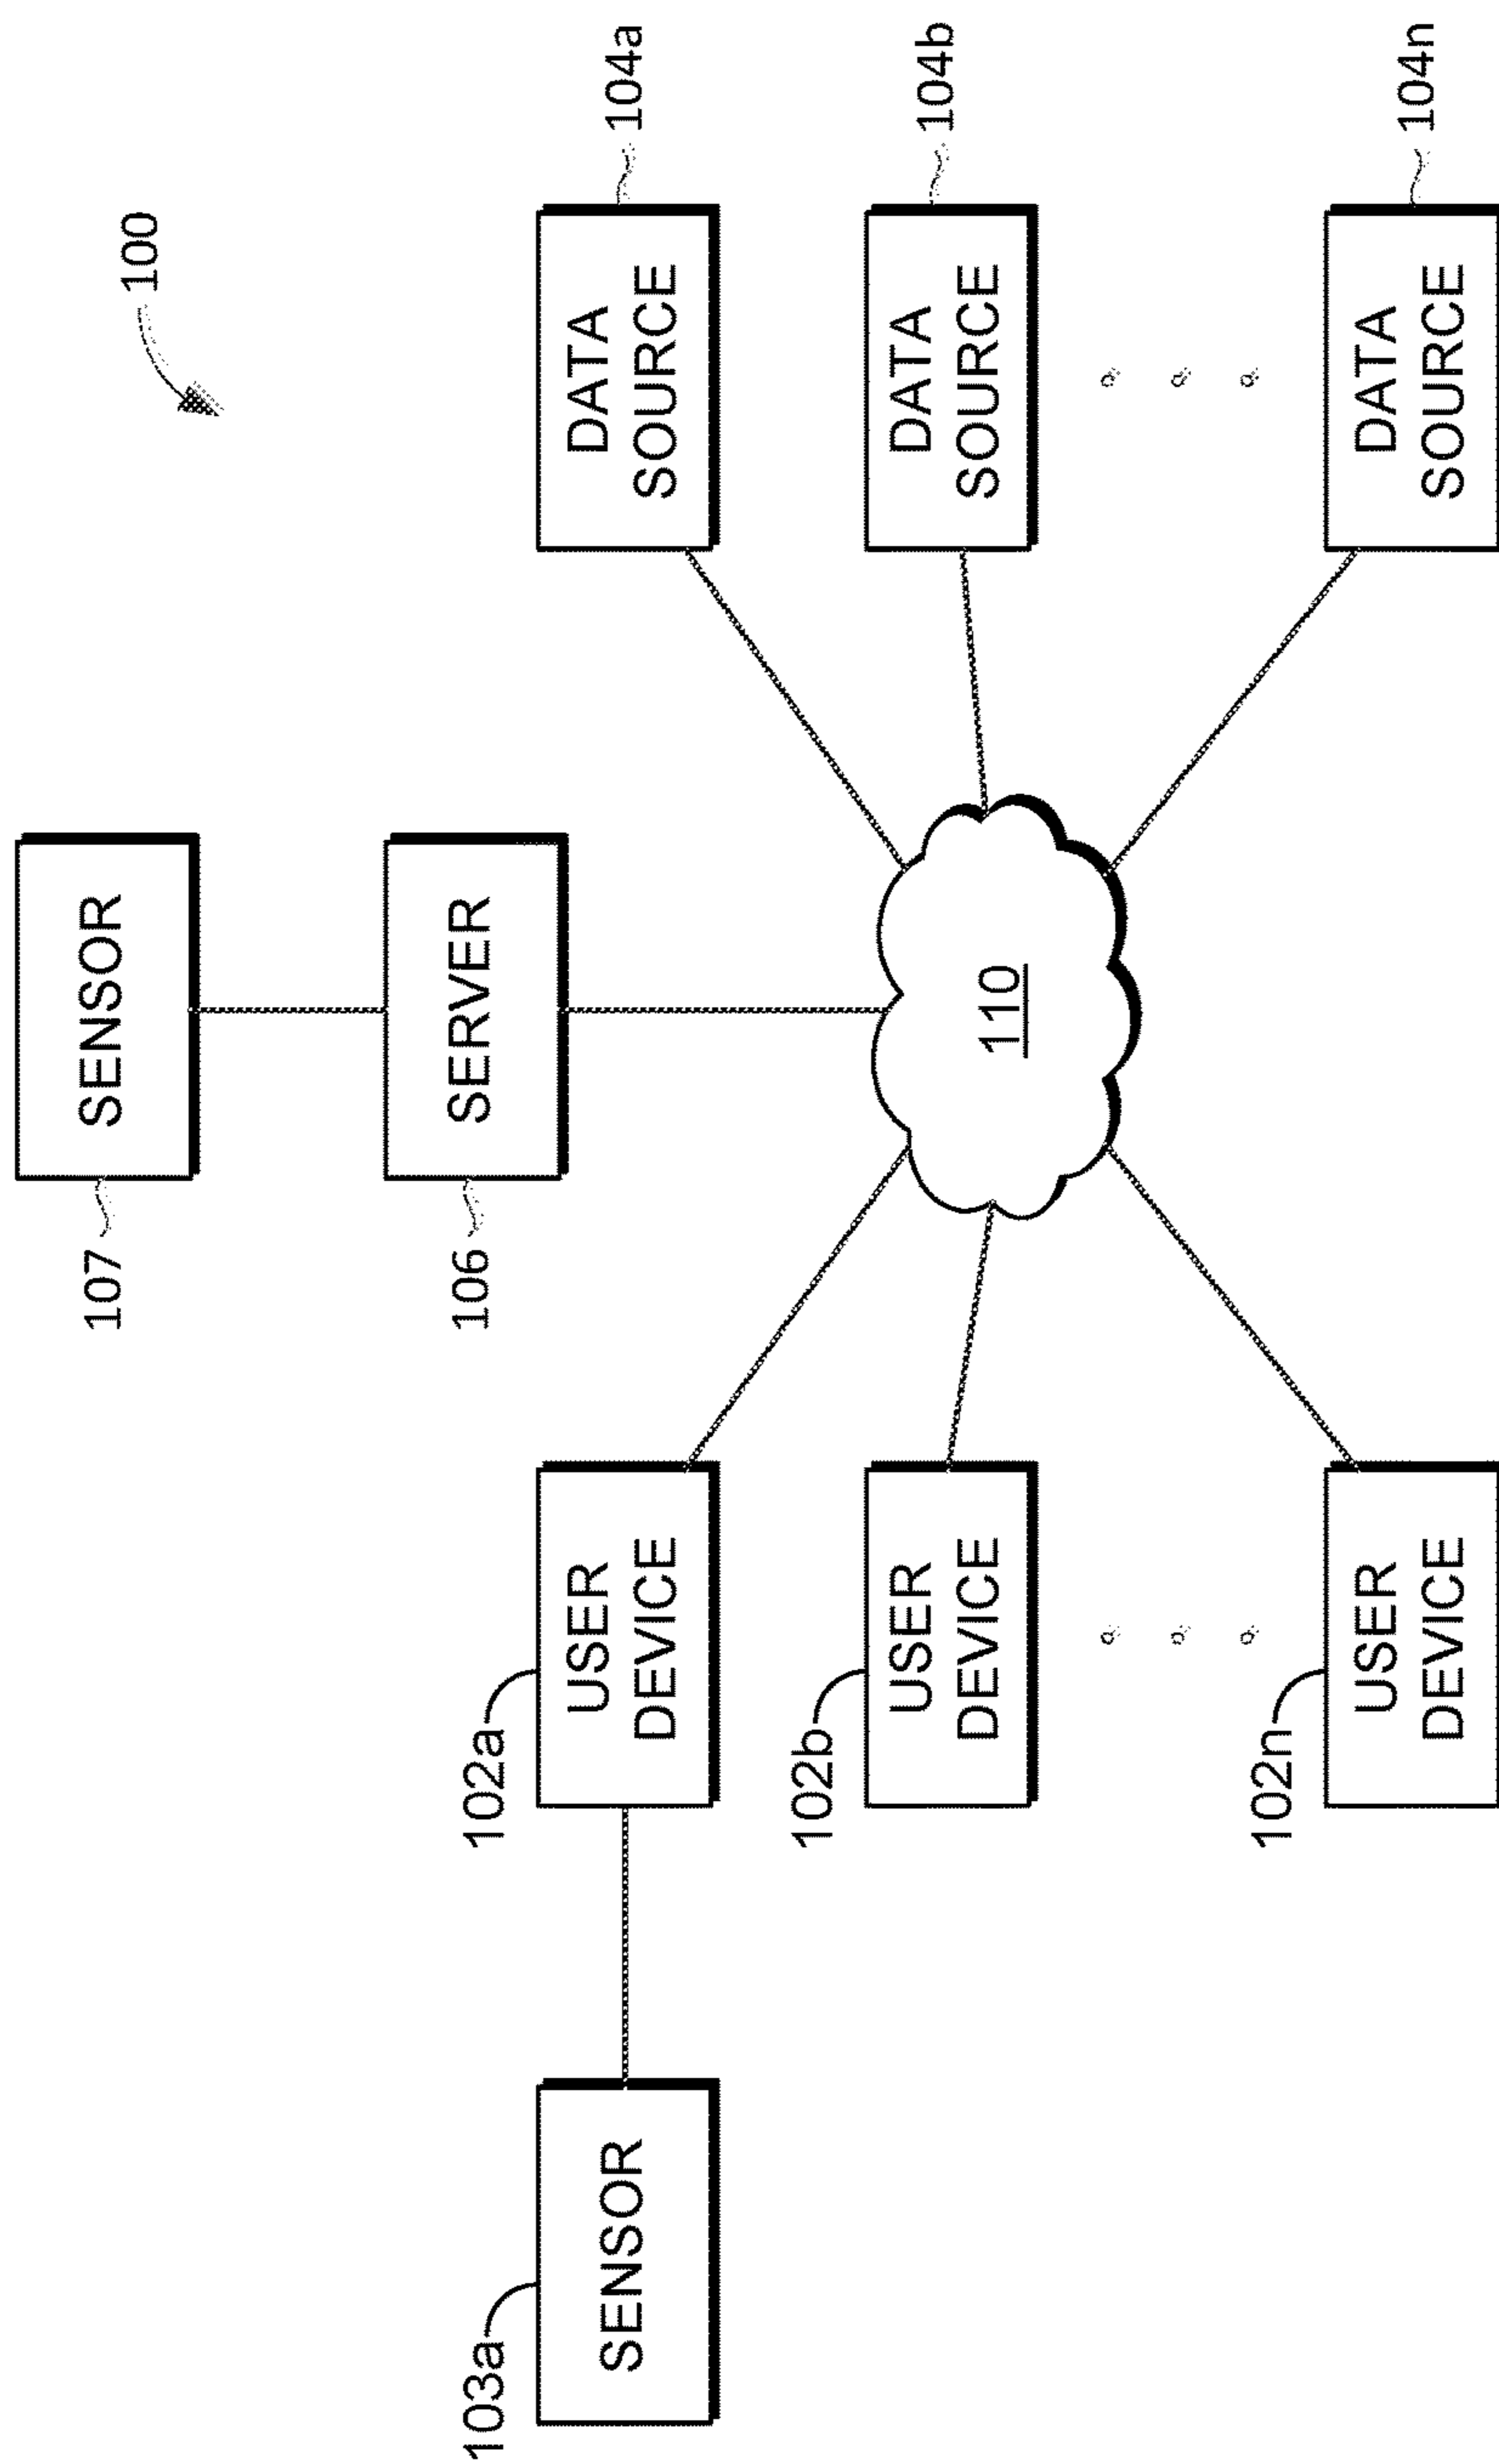 100
SENSOR
107
SERVER
106
103a
SENSOR
102a
USER
DEVICE
DATA
SOURCE
104a
102b
USER
DEVICE
110
DATA
SOURCE
104b
102n
USER
DEVICE
DATA
SOURCE
104n